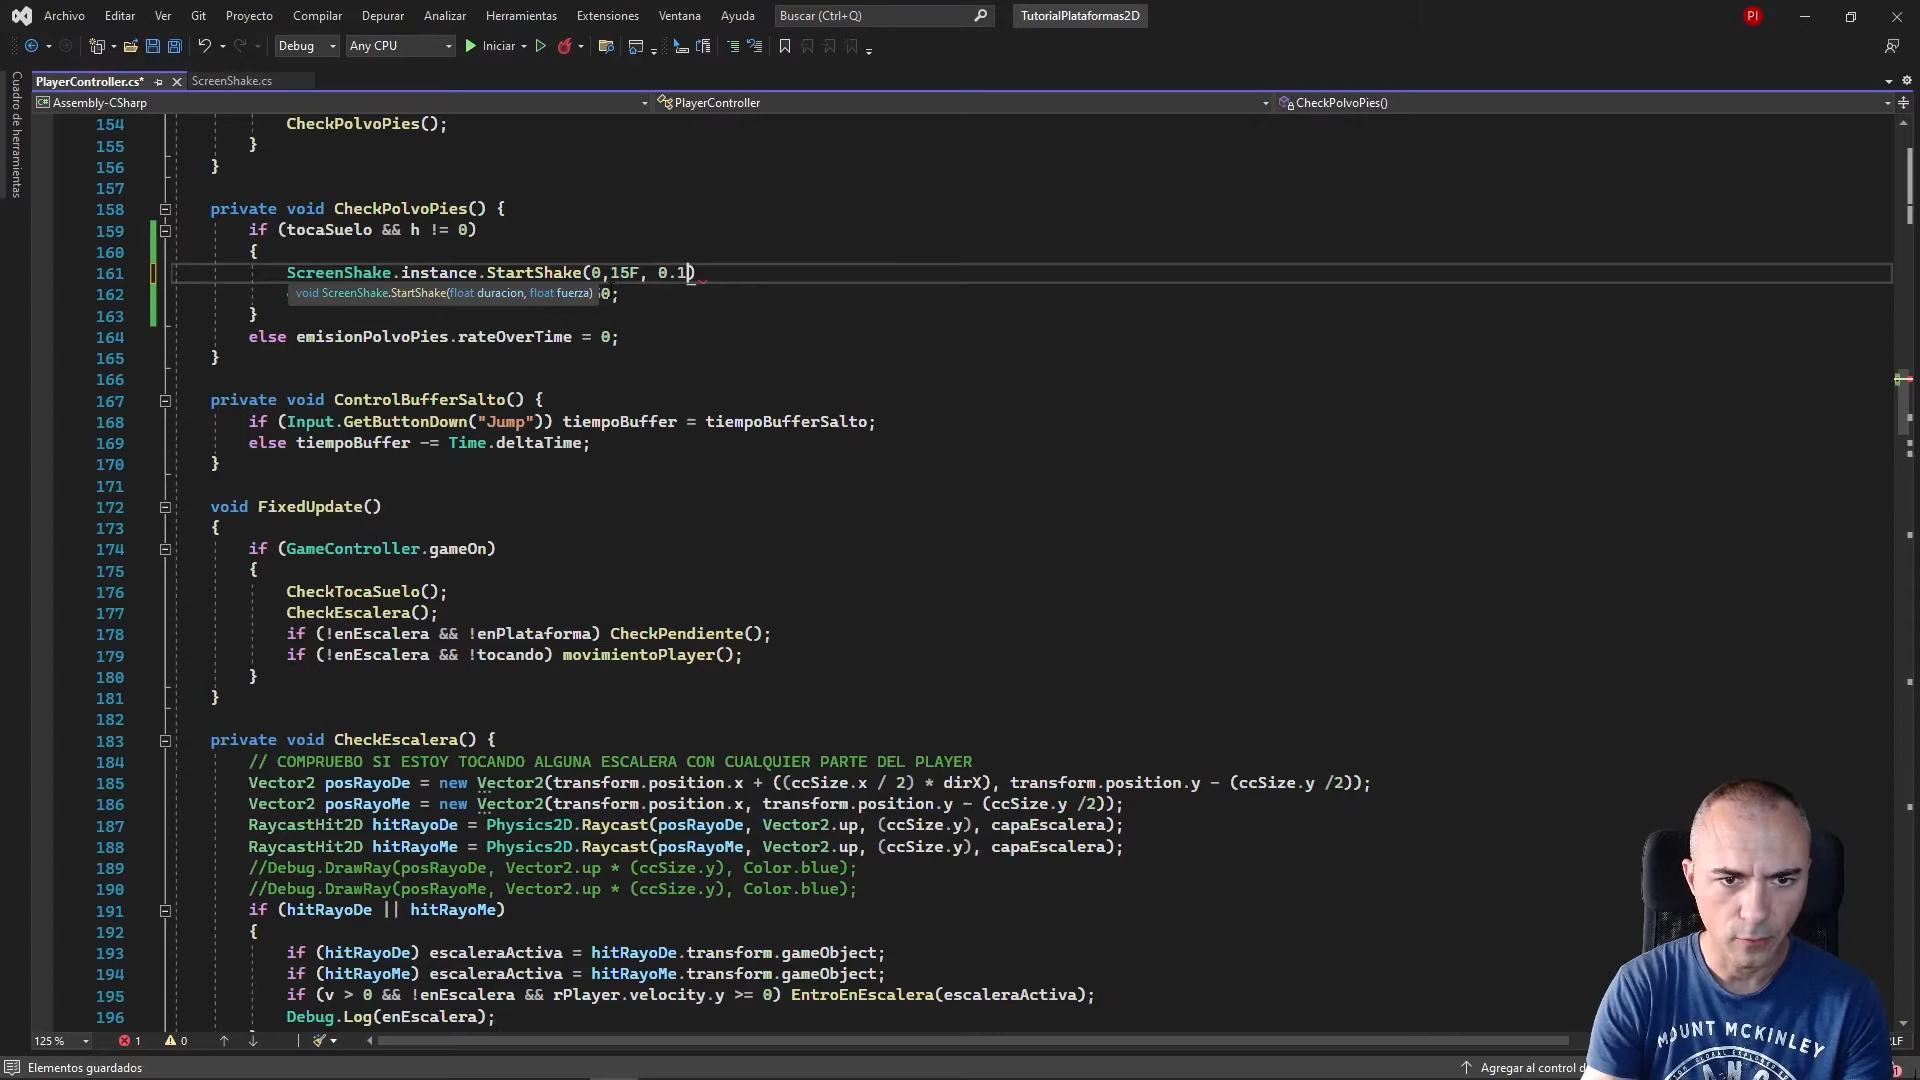 Archivo Editar Ver Git Proyecto Compilar Depurar Analizar Herramientas Extensiones Ventana Ayuda Buscar (Ctrl+Q) TutorialPlataformas2D PI
Debug Any CPU Iniciar
Cuadro de herramientas
PlayerController.cs* ScreenShake.cs
Assembly-CSharp PlayerController CheckPolvoPies()
154 CheckPolvoPies();
155 }
156 }
157
158 private void CheckPolvoPies() {
159 if (tocaSuelo && h != 0)
160 {
161 ScreenShake.instance.StartShake(0,15F, 0.1)
void ScreenShake.StartShake(float duracion, float fuerza)
162 0;
163 }
164 else emisionPolvoPies.rateOverTime = 0;
165 }
166
167 private void ControlBufferSalto() {
168 if (Input.GetButtonDown("Jump")) tiempoBuffer = tiempoBufferSalto;
169 else tiempoBuffer -= Time.deltaTime;
170 }
171
172 void FixedUpdate()
173 {
174 if (GameController.gameOn)
175 {
176 CheckTocaSuelo();
177 CheckEscalera();
178 if (!enEscalera && !enPlataforma) CheckPendiente();
179 if (!enEscalera && !tocando) movimientoPlayer();
180 }
181 }
182
183 private void CheckEscalera() {
184 // COMPRUEBO SI ESTOY TOCANDO ALGUNA ESCALERA CON CUALQUIER PARTE DEL PLAYER
185 Vector2 posRayoDe = new Vector2(transform.position.x + ((ccSize.x / 2) * dirX), transform.position.y - (ccSize.y /2));
186 Vector2 posRayoMe = new Vector2(transform.position.x, transform.position.y - (ccSize.y /2));
187 RaycastHit2D hitRayoDe = Physics2D.Raycast(posRayoDe, Vector2.up, (ccSize.y), capaEscalera);
188 RaycastHit2D hitRayoMe = Physics2D.Raycast(posRayoMe, Vector2.up, (ccSize.y), capaEscalera);
189 //Debug.DrawRay(posRayoDe, Vector2.up * (ccSize.y), Color.blue);
190 //Debug.DrawRay(posRayoMe, Vector2.up * (ccSize.y), Color.blue);
191 if (hitRayoDe || hitRayoMe)
192 {
193 if (hitRayoDe) escaleraActiva = hitRayoDe.transform.gameObject;
194 if (hitRayoMe) escaleraActiva = hitRayoMe.transform.gameObject;
195 if (v > 0 && !enEscalera && rPlayer.velocity.y >= 0) EntroEnEscalera(escaleraActiva);
196 Debug.Log(enEscalera);
125 % 1 0
Elementos guardados Agregar al control d
MOUNT MCKINLEY